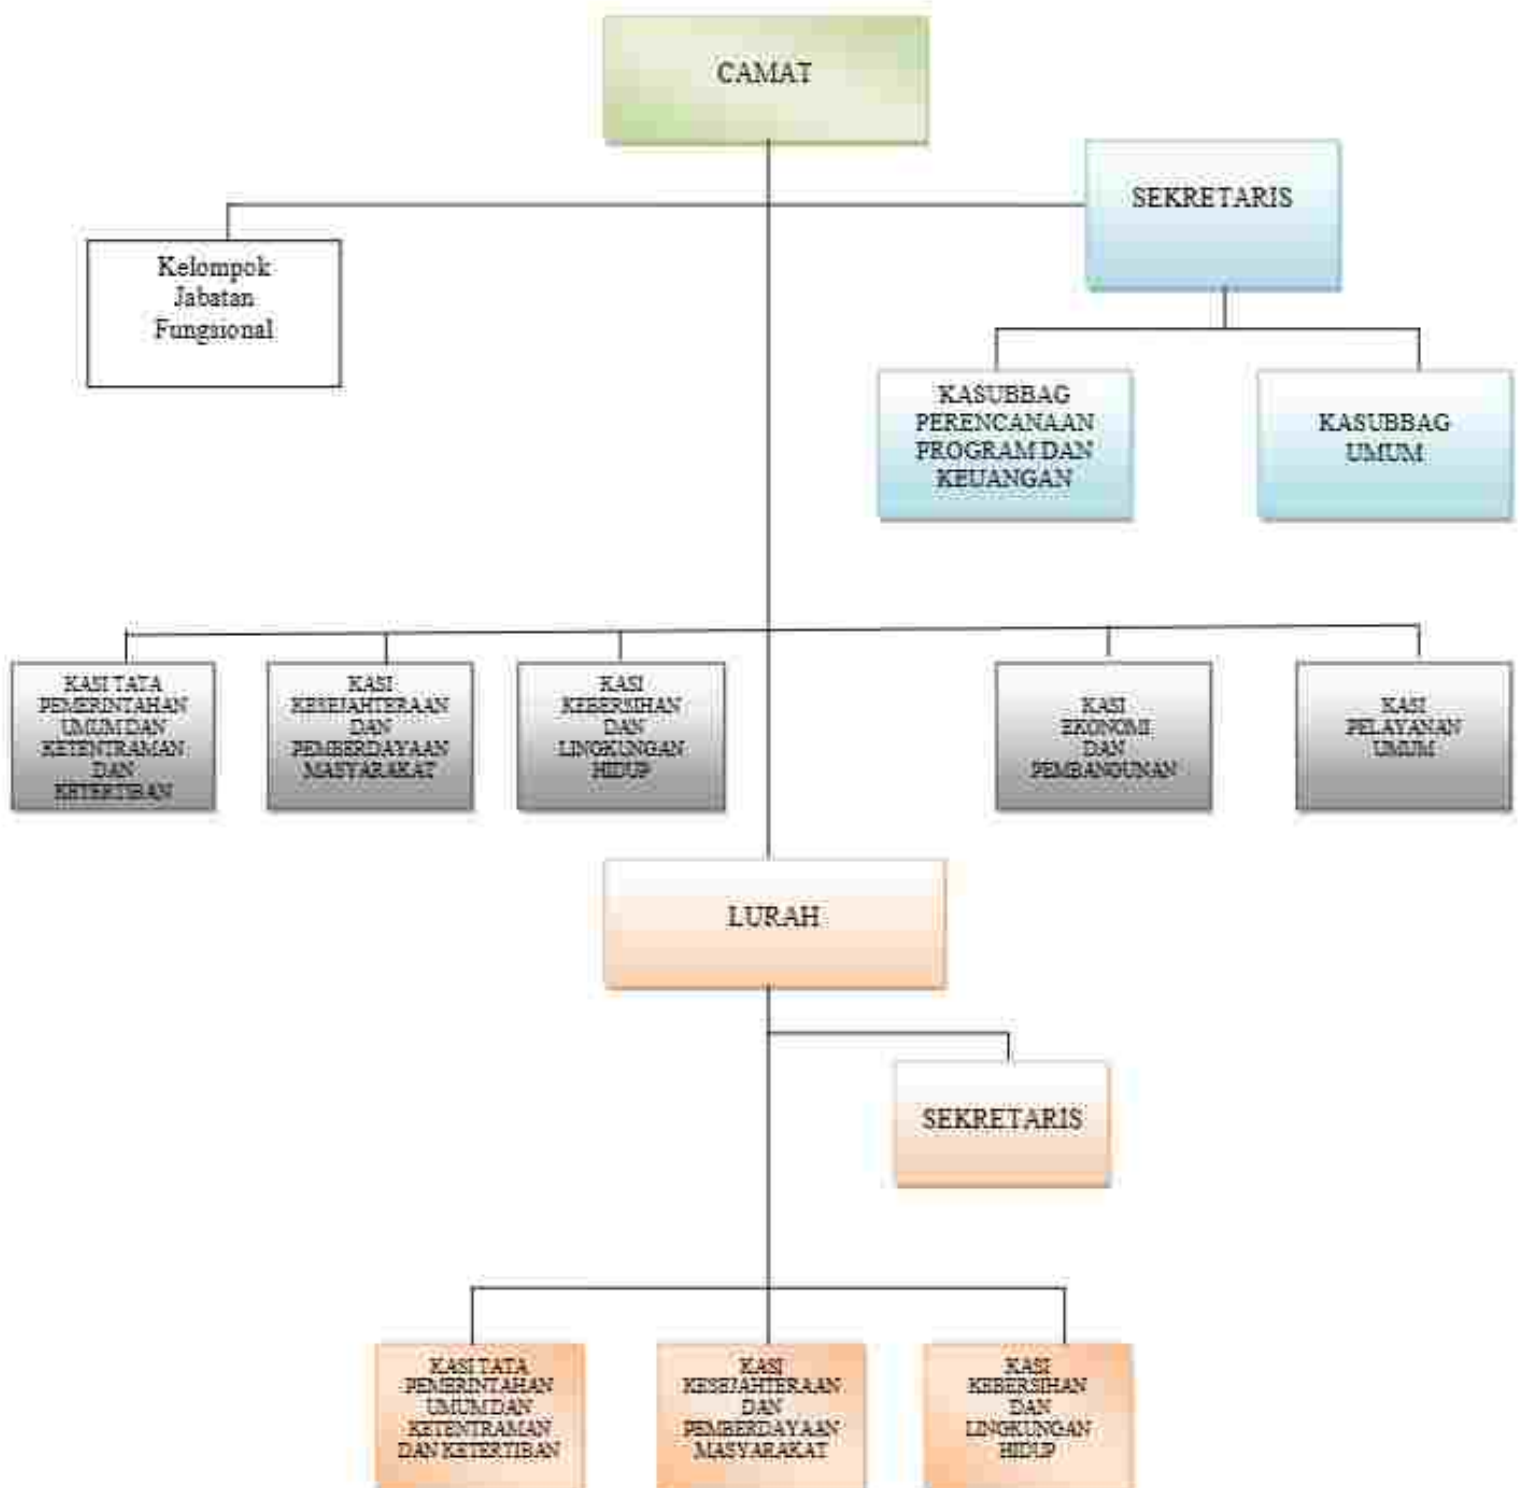 CAMAT
SEKRETARIS
Kelompok
Jabatan
Fungsional
KASUBBAG
PERENCANAAN
PROGRAM DAN
KEUANGAN
KASUBBAG
UMUM
KASI TATA
PEMERINTAHAN
UMUM DAN
KETENTRAMAN
DAN
KETERTIBAN
KASI
KESEJAHTERAAN
DAN
PEMBERDAYAAN
MASYARAKAT
KASI
KEBERSIHAN
DAN
LINGKUNGAN
HIDUP
KASI
EKONOMI
DAN
PEMBANGUNAN
KASI
PELAYANAN
UMUM
LURAH
SEKRETARIS
KASI TATA
PEMERINTAHAN
UMUM DAN
KETENTRAMAN
DAN KETERTIBAN
KASI
KESEJAHTERAAN
DAN
PEMBERDAYAAN
MASYARAKAT
KASI
KEBERSIHAN
DAN
LINGKUNGAN
HIDUP